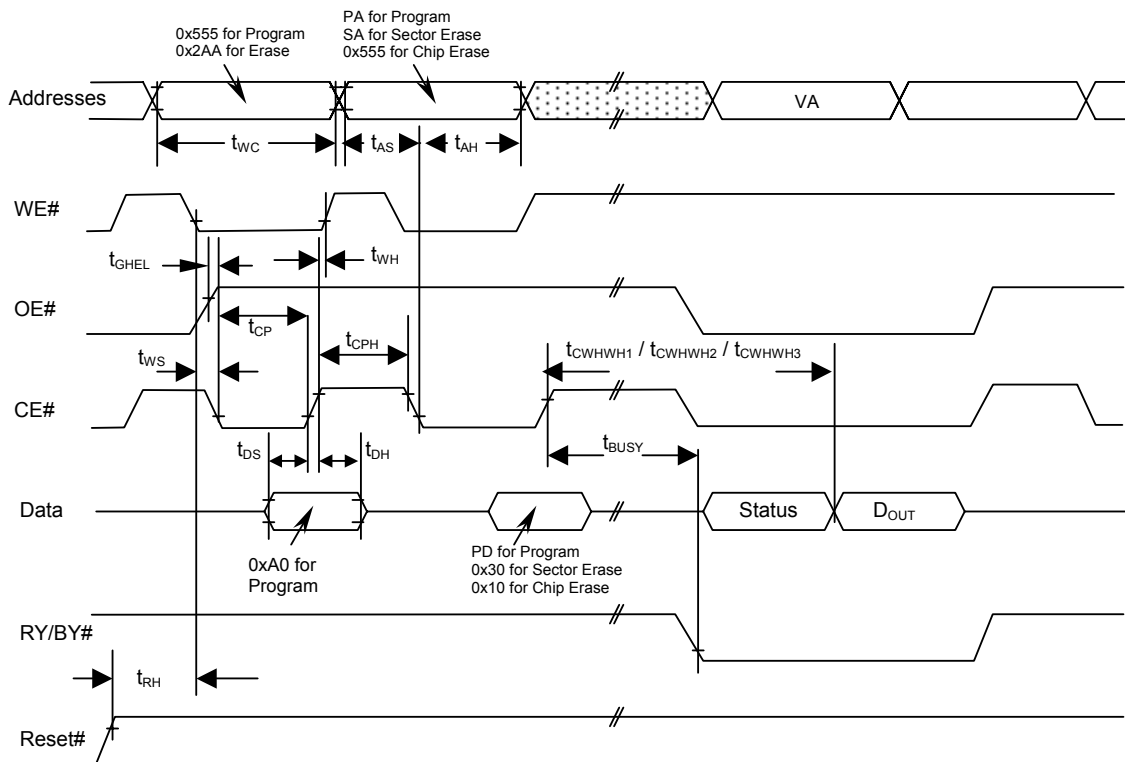 0x555 for Program
0x2AA for Erase
PA for Program
SA for Sector Erase
0x555 for Chip Erase
Addresses
VA
tWC
tAS
tAH
WE#
tGHEL
tWH
OE#
tCP
tCPH
tWS
tCWHWH1 / tCWHWH2 / tCWHWH3
CE#
tDS
tDH
tBUSY
Data
Status
DOUT
0xA0 for
Program
PD for Program
0x30 for Sector Erase
0x10 for Chip Erase
RY/BY#
tRH
Reset#